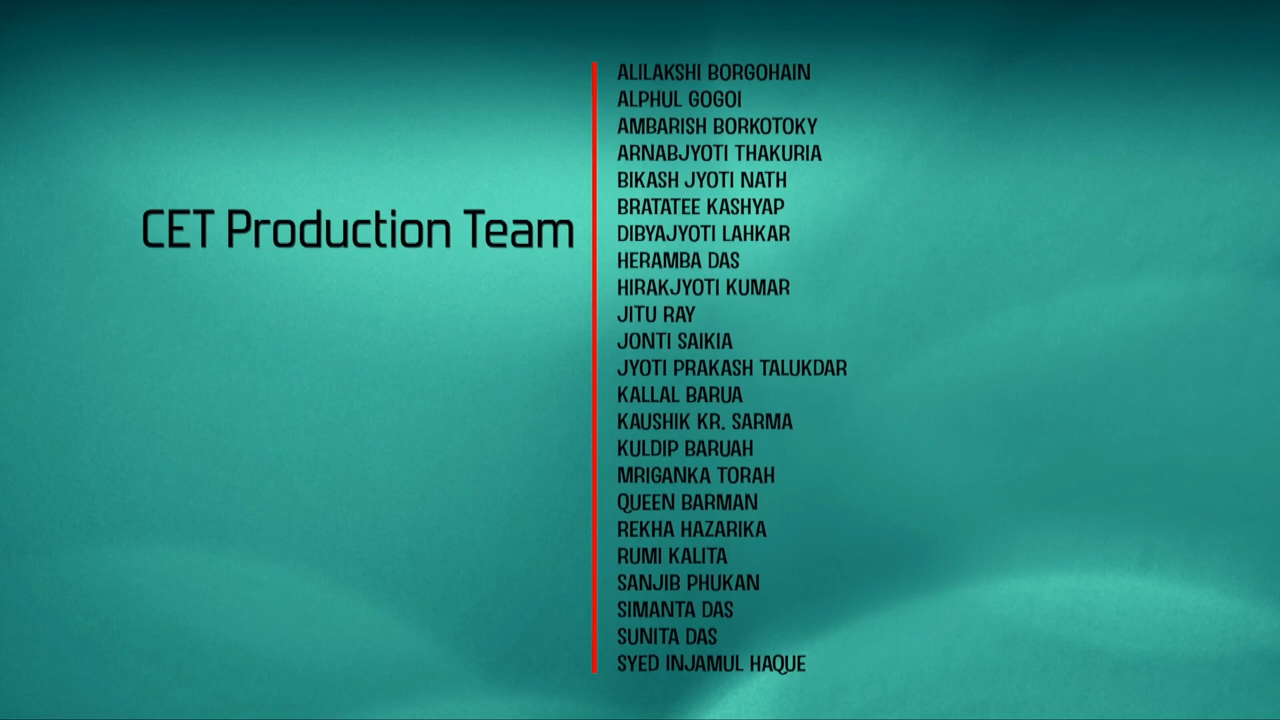 CET Production Team
ALILAKSHI BORGOHAIN
ALPHUL GOGOI
AMBARISH BORKOTOKY
ARNABJYOTI THAKURIA
BIKASH JYOTI NATH
BRATATEE KASHYAP
DIBYAJYOTI LAHKAR
HERAMBA DAS
HIRAKJYOTI KUMAR
JITU RAY
JONTI SAIKIA
JYOTI PRAKASH TALUKDAR
KALLAL BARUA
KAUSHIK KR. SARMA
KULDIP BARUAH
MRIGANKA TORAH
QUEEN BARMAN
REKHA HAZARIKA
RUMI KALITA
SANJIB PHUKAN
SIMANTA DAS
SUNITA DAS
SYED INJAMUL HAQUE